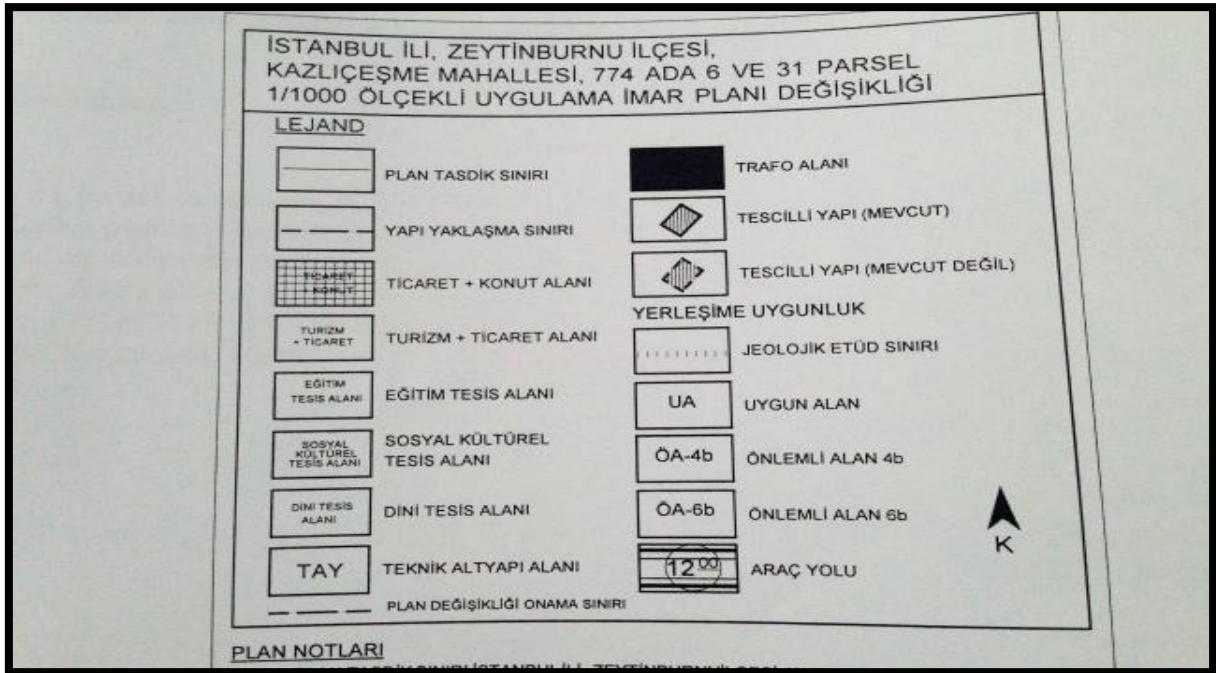 İSTANBUL İLİ, ZEYTİNBURNU İLÇESİ,
KAZLIÇEŞME MAHALLESİ, 774 ADA 6 VE 31 PARSEL
1/1000 ÖLÇEKLİ UYGULAMA İMAR PLANI DEĞİŞİKLİĞİ
LEJAND
PLAN TASDİK SINIRI
YAPI YAKLAŞMA SINIRI
TİCARET
+ KONUT
TİCARET + KONUT ALANI
TURİZM
+ TİCARET
TURİZM + TİCARET ALANI
EĞİTİM
TESİS ALANI
EĞİTİM TESİS ALANI
SOSYAL
KÜLTÜREL
TESİS ALANI
SOSYAL KÜLTÜREL
TESİS ALANI
DİNİ TESİS
ALANI
DİNİ TESİS ALANI
TAY
TEKNİK ALTYAPI ALANI
PLAN DEĞİŞİKLİĞİ ONAMA SINIRI
TRAFO ALANI
TESCİLLİ YAPI (MEVCUT)
TESCİLLİ YAPI (MEVCUT DEĞİL)
YERLEŞİME UYGUNLUK
JEOLOJİK ETÜD SINIRI
UA
UYGUN ALAN
ÖA-4b
ÖNLEMLİ ALAN 4b
ÖA-6b
ÖNLEMLİ ALAN 6b
12.00
ARAÇ YOLU
K
PLAN NOTLARI